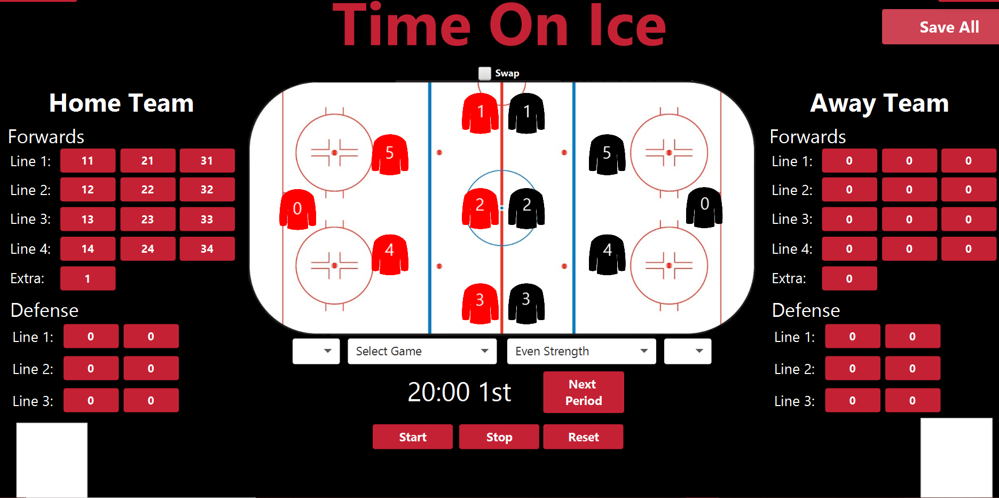 Time On Ice
Save All
Swap
Home Team
Forwards
Line 1: 11 21 31
Line 2: 12 22 32
Line 3: 13 23 33
Line 4: 14 24 34
Extra: 1
Defense
Line 1: 0 0
Line 2: 0 0
Line 3: 0 0
1 1
5 5
0 2 2 0
4 4
3 3
Select Game
Even Strength
20:00 1st
Next
Period
Start Stop Reset
Away Team
Forwards
Line 1: 0 0 0
Line 2: 0 0 0
Line 3: 0 0 0
Line 4: 0 0 0
Extra: 0
Defense
Line 1: 0 0
Line 2: 0 0
Line 3: 0 0